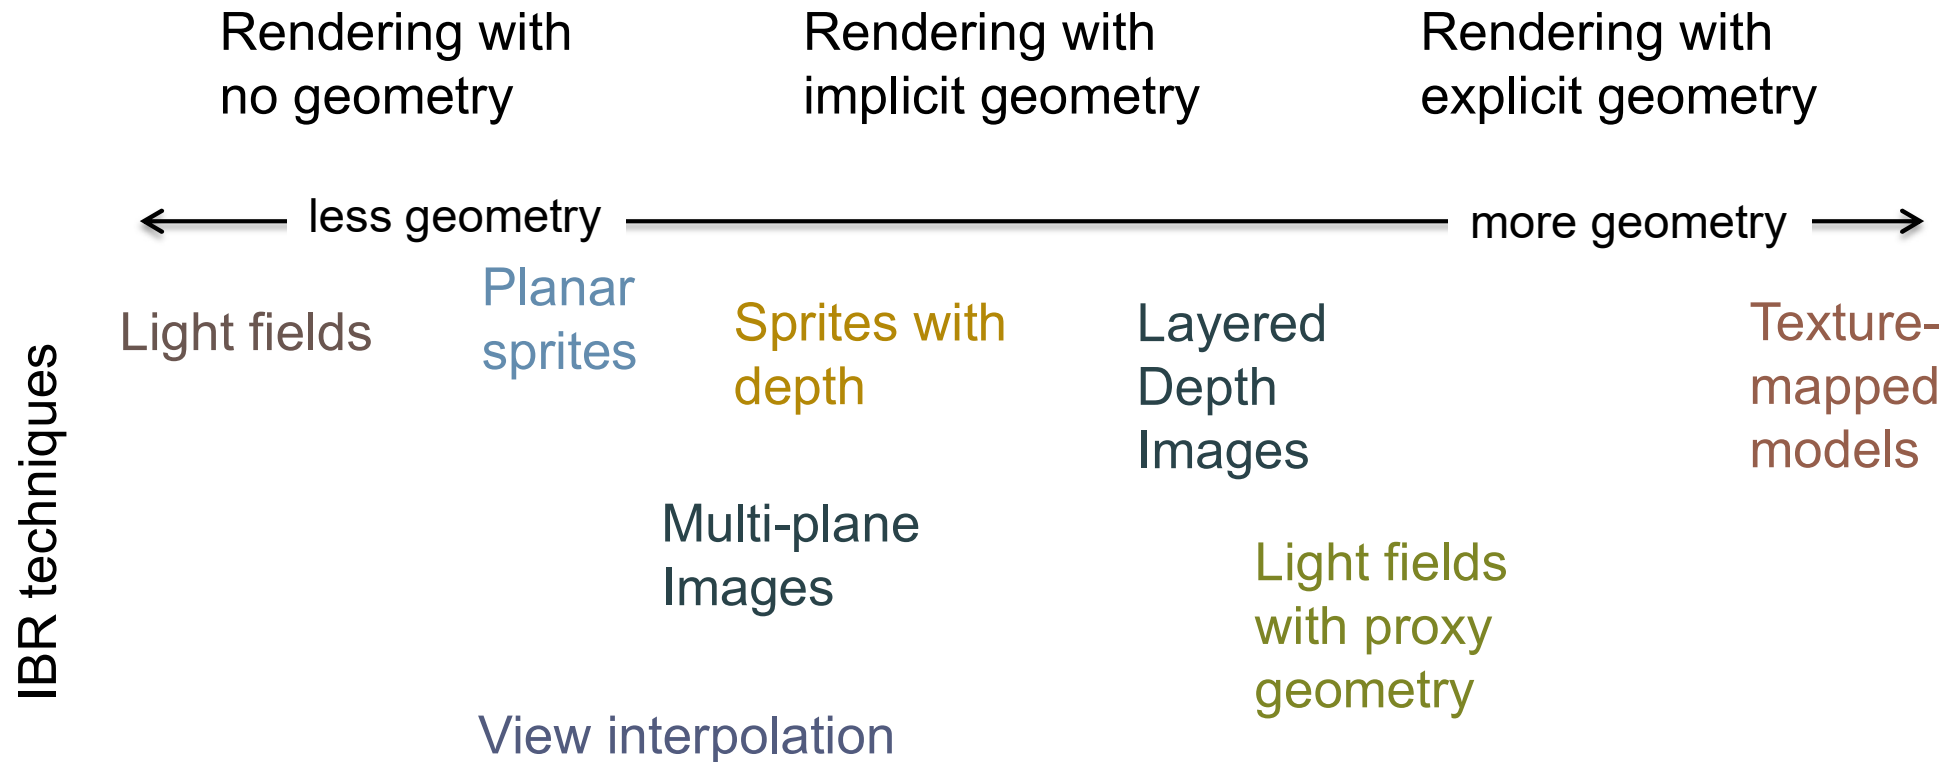 Rendering with
no geometry
Rendering with
implicit geometry
Rendering with
explicit geometry
less geometry
more geometry
IBR techniques
Light fields
Planar
sprites
Sprites with
depth
Layered
Depth
Images
Texture-
mapped
models
Multi-plane
Images
Light fields
with proxy
geometry
View interpolation